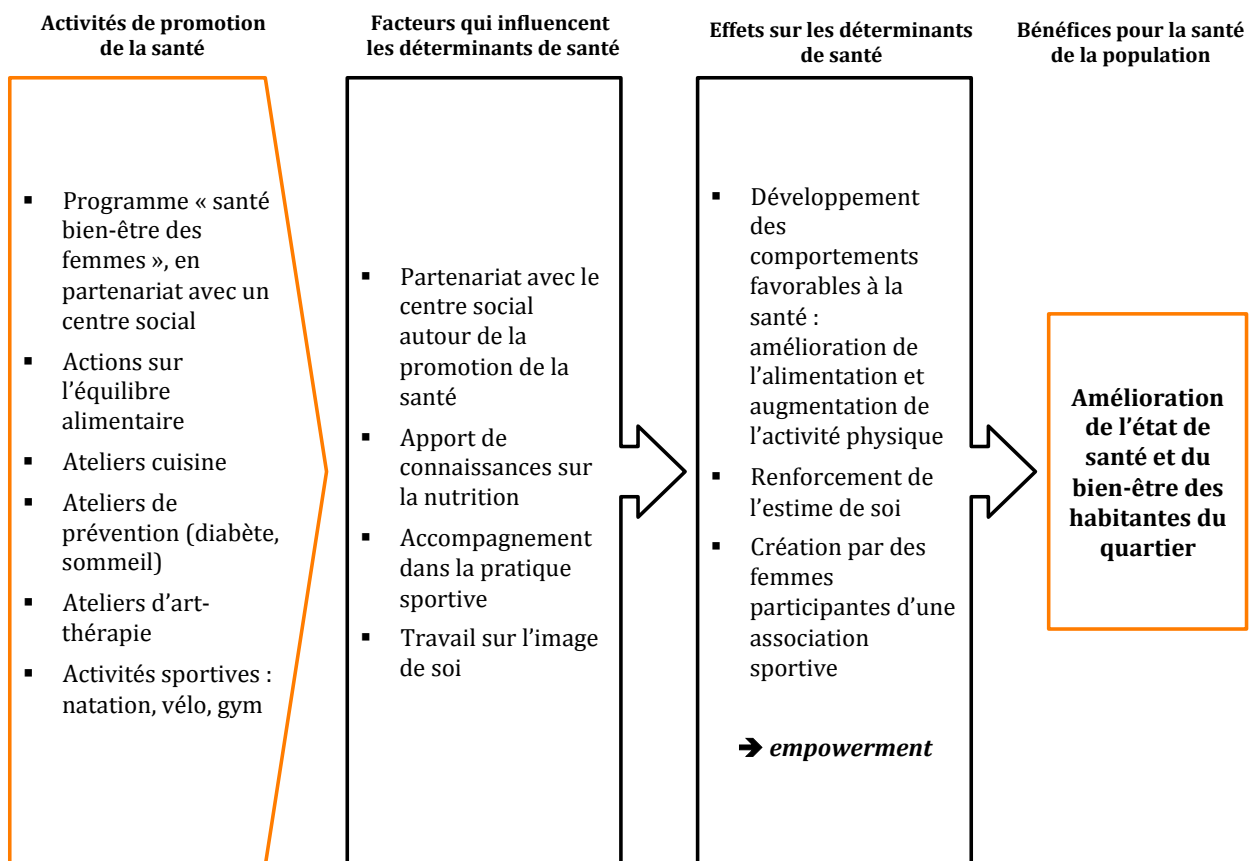 Activités de promotion
de la santé
Facteurs qui influencent
les déterminants de santé
Effets sur les déterminants
de santé
Bénéfices pour la santé
de la population
▪ Programme « santé
bien-être des
femmes », en
partenariat avec un
centre social
▪ Actions sur
l’équilibre
alimentaire
▪ Ateliers cuisine
▪ Ateliers de
prévention (diabète,
sommeil)
▪ Ateliers d’art-
thérapie
▪ Activités sportives :
natation, vélo, gym
▪ Partenariat avec le
centre social
autour de la
promotion de la
santé
▪ Apport de
connaissances sur
la nutrition
▪ Accompagnement
dans la pratique
sportive
▪ Travail sur l’image
de soi
▪ Développement
des
comportements
favorables à la
santé :
amélioration de
l’alimentation et
augmentation de
l’activité physique
▪ Renforcement de
l’estime de soi
▪ Création par des
femmes
participantes d’une
association
sportive
➔ empowerment
Amélioration
de l’état de
santé et du
bien-être des
habitantes du
quartier